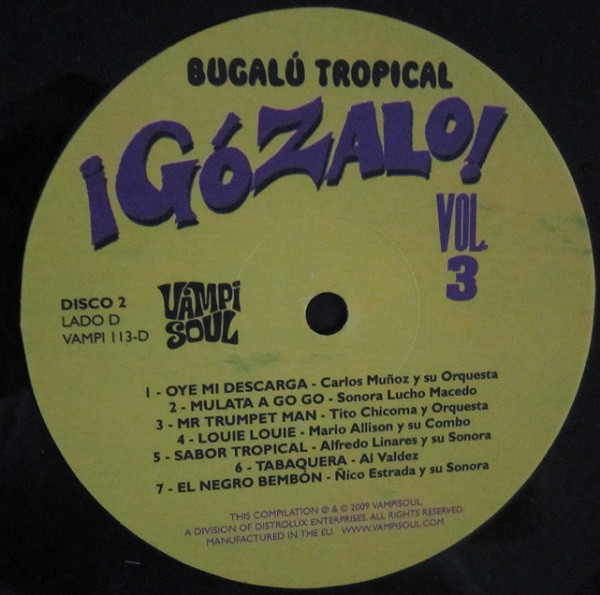 BUGALÚ TROPICAL
¡GÓZALO!
VOL.
3
DISCO 2
LADO D
VAMPI 113-D
VAMPI
SOUL
1 - OYE MI DESCARGA - Carlos Muñoz y su Orquesta
2 - MULATA A GO GO - Sonora Lucho Macedo
3 - MR TRUMPET MAN - Tito Chicoma y Orquesta
4 - LOUIE LOUIE - Mario Allison y su Combo
5 - SABOR TROPICAL - Alfredo Linares y su Sonora
6 - TABAQUERA - Al Valdez
7 - EL NEGRO BEMBÓN - Ñico Estrada y su Sonora
THIS COMPILATION ℗ & © 2009 VAMPISOUL,
A DIVISION OF DISTROLUX ENTERPRISES. ALL RIGHTS RESERVED.
MANUFACTURED IN THE EU. WWW.VAMPISOUL.COM